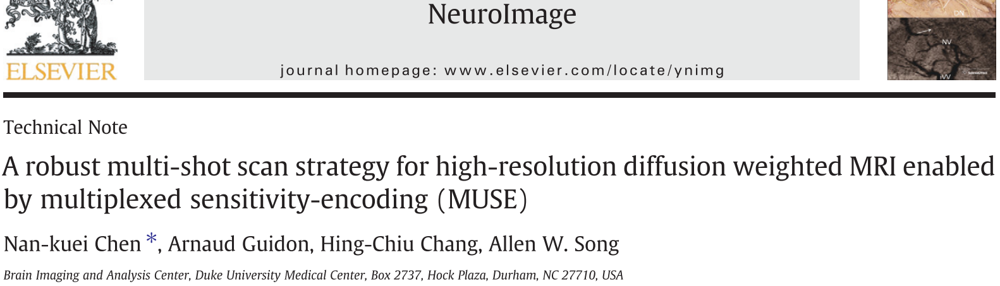 NeuroImage
journal homepage: www.elsevier.com/locate/ynimg
ELSEVIER
DN
NV
IVV
ScienceDirect
Technical Note
A robust multi-shot scan strategy for high-resolution diffusion weighted MRI enabled
by multiplexed sensitivity-encoding (MUSE)
Nan-kuei Chen *, Arnaud Guidon, Hing-Chiu Chang, Allen W. Song
Brain Imaging and Analysis Center, Duke University Medical Center, Box 2737, Hock Plaza, Durham, NC 27710, USA